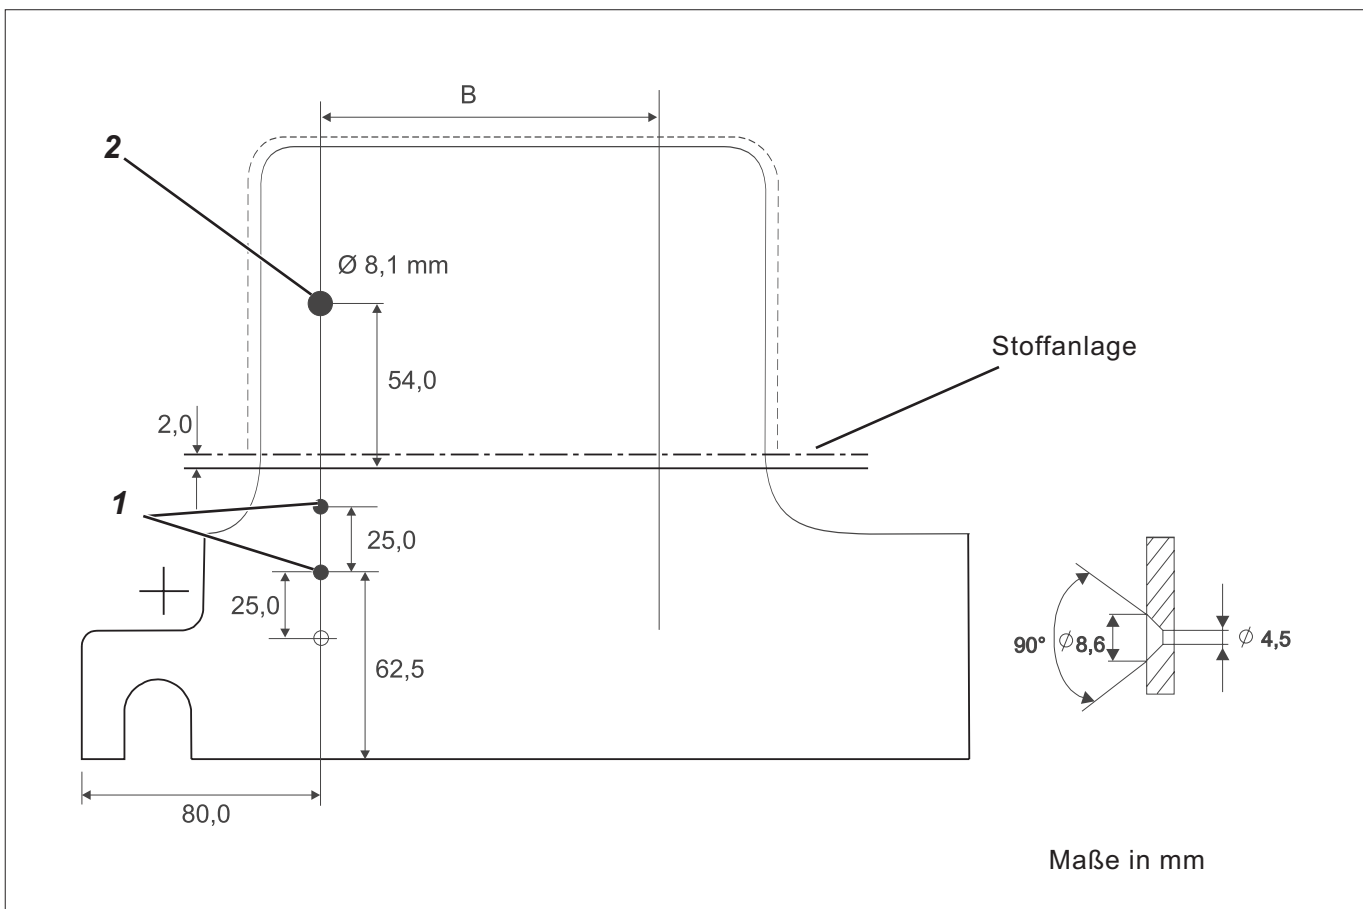 B
2
Ø 8,1 mm
Stoffanlage
54,0
2,0
1
25,0
25,0
90° Ø8,6
Ø 4,5
62,5
80,0
Maße in mm